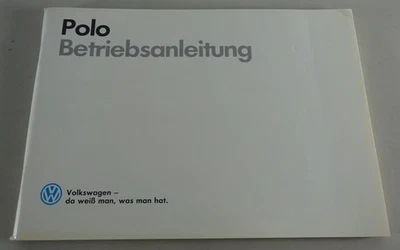 Polo
Betriebsanleitung
Volkswagen –
da weiß man, was man hat.